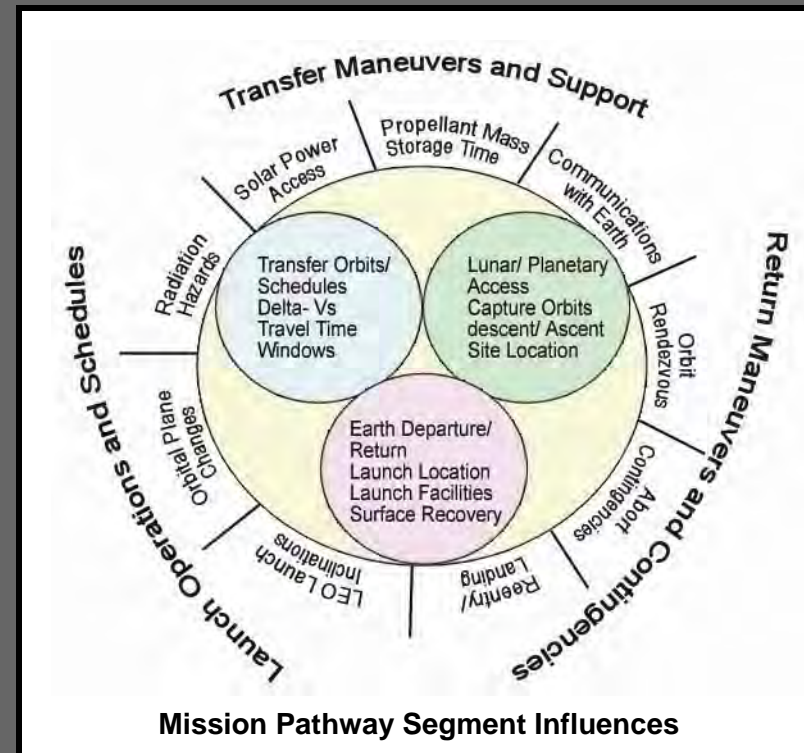 Transfer Maneuvers and Support
Propellant Mass
Storage Time
Communications
with Earth
Solar Power
Access
Radiation
Hazards
Orbital Plane
Changes
LEO Launch
Inclinations
Reentry/
Landing
Abort
Contingencies
Orbit
Rendezvous
Return Maneuvers and Contingencies
Launch Operations and Schedules
Transfer Orbits/
Schedules
Delta- Vs
Travel Time
Windows
Lunar/ Planetary
Access
Capture Orbits
descent/ Ascent
Site Location
Earth Departure/
Return
Launch Location
Launch Facilities
Surface Recovery
Mission Pathway Segment Influences